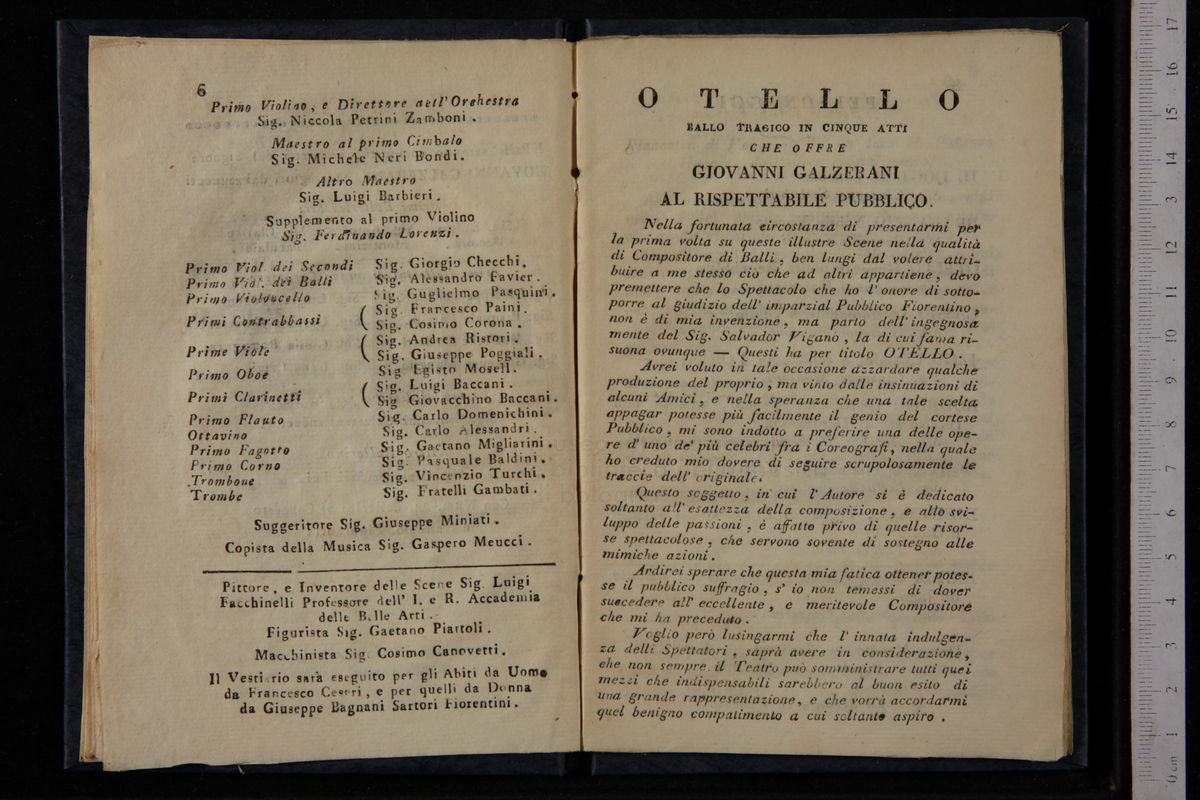 6
Primo Violino, e Direttore dell' Orchestra
Sig. Niccola Petrini Zamboni.
Maestro al primo Cimbalo
Sig. Michele Neri Bondi.
Altro Maestro
Sig. Luigi Barbieri.
Supplemento al primo Violino
Sig. Ferdinando Lorenzi.
Primo Viol dei Secondi Sig. Giorgio Checchi.
Primo Viol. dei Balli Sig. Alessandro Favier.
Primo Violoncello Sig. Guglielmo Pasquini.
Primi Contrabbassi ( Sig. Francesco Paini.
( Sig. Cosimo Corona.
Prime Viole ( Sig. Andrea Ristori.
( Sig. Giuseppe Poggiali.
Primo Oboe Sig Egisto Mosell.
Primi Clarinetti ( Sig. Luigi Baccani.
( Sig Giovacchino Baccani.
Primo Flauto Sig. Carlo Domenichini.
Ottavino Sig. Carlo Alessandri.
Primo Fagotto Sig. Gaetano Migliarini.
Primo Corno Sig. Pasquale Baldini.
Trombone Sig. Vincenzio Turchi.
Trombe Sig. Fratelli Gambati.
Suggeritore Sig. Giuseppe Miniati.
Copista della Musica Sig. Gaspero Meucci.
Pittore, e Inventore delle Scene Sig. Luigi
Facchinelli Professore dell' I. e R. Accademia
delle Belle Arti.
Figurista Sig. Gaetano Piattoli.
Macchinista Sig. Cosimo Canovetti.
Il Vestiario sarà eseguito per gli Abiti da Uomo
da Francesco Ceseri, e per quelli da Donna
da Giuseppe Bagnani Sartori Fiorentini.
OTELLO
BALLO TRAGICO IN CINQUE ATTI
CHE OFFRE
GIOVANNI GALZERANI
AL RISPETTABILE PUBBLICO.
Nella fortunata circostanza di presentarmi per
la prima volta su queste illustre Scene nella qualità
di Compositore di Balli, ben lungi dal volere attri-
buire a me stesso ciò che ad altri appartiene, devo
premettere che lo Spettacolo che ho l' onore di sotto-
porre al giudizio dell' imparzial Pubblico Fiorentino,
non è di mia invenzione, ma parto dell' ingegnosa
mente del Sig. Salvador Viganò, la di cui fama ri-
suona ovunque — Questi ha per titolo OTELLO.
Avrei voluto in tale occasione azzardare qualche
produzione del proprio, ma vinto dalle insinuazioni di
alcuni Amici, e nella speranza che una tale scelta
appagar potesse più facilmente il genio del cortese
Pubblico, mi sono indotto a preferire una delle ope-
re d' uno de' più celebri fra i Coreografi, nella quale
ho creduto mio dovere di seguire scrupolosamente le
traccie dell' originale.
Questo soggetto, in cui l' Autore si è dedicato
soltanto all' esattezza della composizione, e allo svi-
luppo delle passioni, è affatto privo di quelle risor-
se spettacolose, che servono sovente di sostegno alle
mimiche azioni.
Ardirei sperare che questa mia fatica ottener potes-
se il pubblico suffragio, s' io non temessi di dover
succedere all' eccellente, e meritevole Compositore
che mi ha preceduto.
Voglio però lusingarmi che l' innata indulgen-
za delli Spettatori, saprà avere in considerazione,
che non sempre il Teatro può somministrare tutti quei
mezzi che indispensabili sarebbero al buon esito di
una grande rappresentazione, e che vorrà accordarmi
quel benigno compatimento a cui soltanto aspiro.
0 cm 1 2 3 4 5 6 7 8 9 10 11 12 13 14 15 16 17